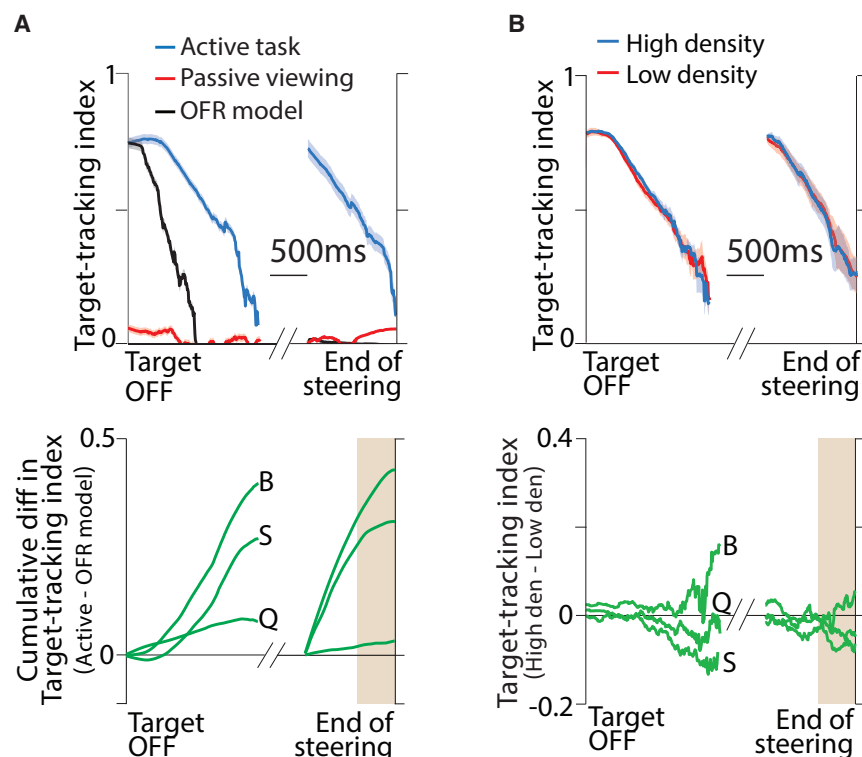 A
Active task
Passive viewing
OFR model
1
Target-tracking index
500ms
0
Target
OFF
End of
steering
B
High density
Low density
1
Target-tracking index
500ms
0
Target
OFF
End of
steering
0.5
Cumulative diff in
Target-tracking index
(Active - OFR model)
B
S
Q
0
Target
OFF
End of
steering
0.4
Target-tracking index
(High den - Low den)
B
Q
S
0
-0.2
Target
OFF
End of
steering